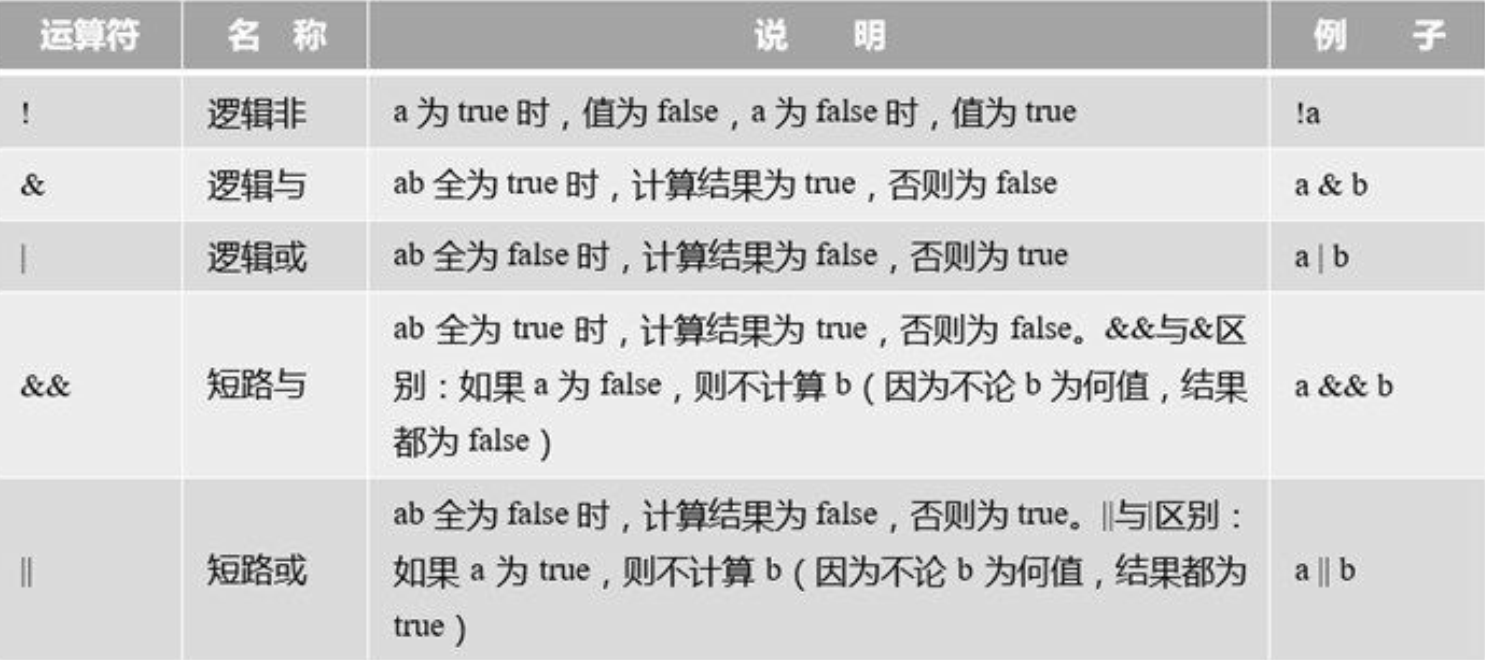 运算符 名 称 说 明 例 子
! 逻辑非 a 为 true 时，值为 false，a 为 false 时，值为 true !a
& 逻辑与 ab 全为 true 时，计算结果为 true，否则为 false a & b
| 逻辑或 ab 全为 false 时，计算结果为 false，否则为 true a | b
ab 全为 true 时，计算结果为 true，否则为 false。&&与&区
&& 短路与 别：如果 a 为 false，则不计算 b（因为不论 b 为何值，结果 a && b
都为 false）
ab 全为 false 时，计算结果为 false，否则为 true。||与|区别：
|| 短路或 如果 a 为 true，则不计算 b（因为不论 b 为何值，结果都为 a || b
true）